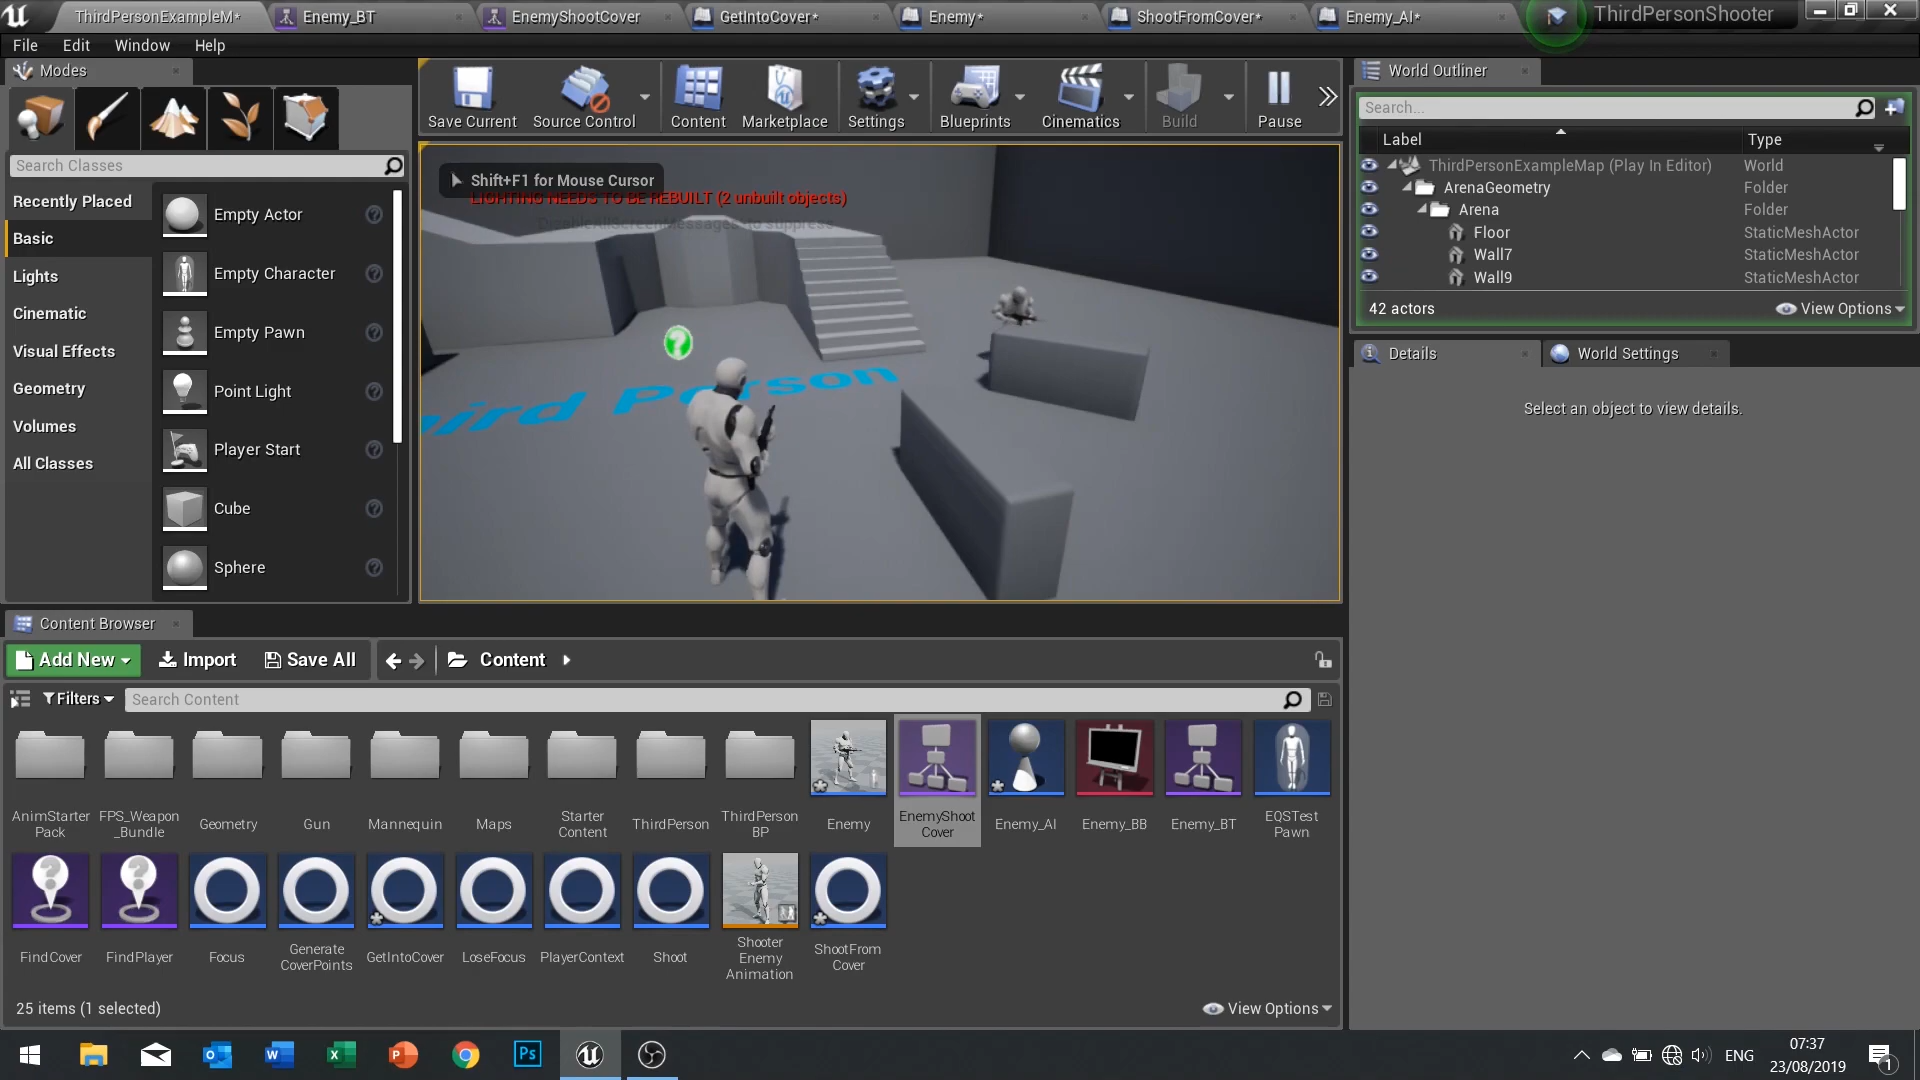 ThirdPersonExampleM*
Enemy_BT
EnemyShootCover
GetIntoCover*
Enemy*
ShootFromCover*
Enemy_AI*
ThirdPersonShooter
File
Edit
Window
Help
Modes
Search Classes
Recently Placed
Basic
Lights
Cinematic
Visual Effects
Geometry
Volumes
All Classes
Empty Actor
Empty Character
Empty Pawn
Point Light
Player Start
Cube
Sphere
Save Current
Source Control
Content
Marketplace
Settings
Blueprints
Cinematics
Build
Pause
Shift+F1 for Mouse Cursor
LIGHTING NEEDS TO BE REBUILT (2 unbuilt objects)
'DisableAllScreenMessages' to suppress
Third Person
World Outliner
Search...
Label
Type
ThirdPersonExampleMap (Play In Editor)
World
ArenaGeometry
Folder
Arena
Folder
Floor
StaticMeshActor
Wall7
StaticMeshActor
Wall9
StaticMeshActor
42 actors
View Options
Details
World Settings
Select an object to view details.
Content Browser
Add New
Import
Save All
Content
Filters
Search Content
AnimStarter
Pack
FPS_Weapon
_Bundle
Geometry
Gun
Mannequin
Maps
Starter
Content
ThirdPerson
ThirdPerson
BP
Enemy
EnemyShoot
Cover
Enemy_AI
Enemy_BB
Enemy_BT
EQSTest
Pawn
FindCover
FindPlayer
Focus
Generate
CoverPoints
GetIntoCover
LoseFocus
PlayerContext
Shoot
Shooter
Enemy
Animation
ShootFrom
Cover
25 items (1 selected)
View Options
ENG
07:37
23/08/2019
1